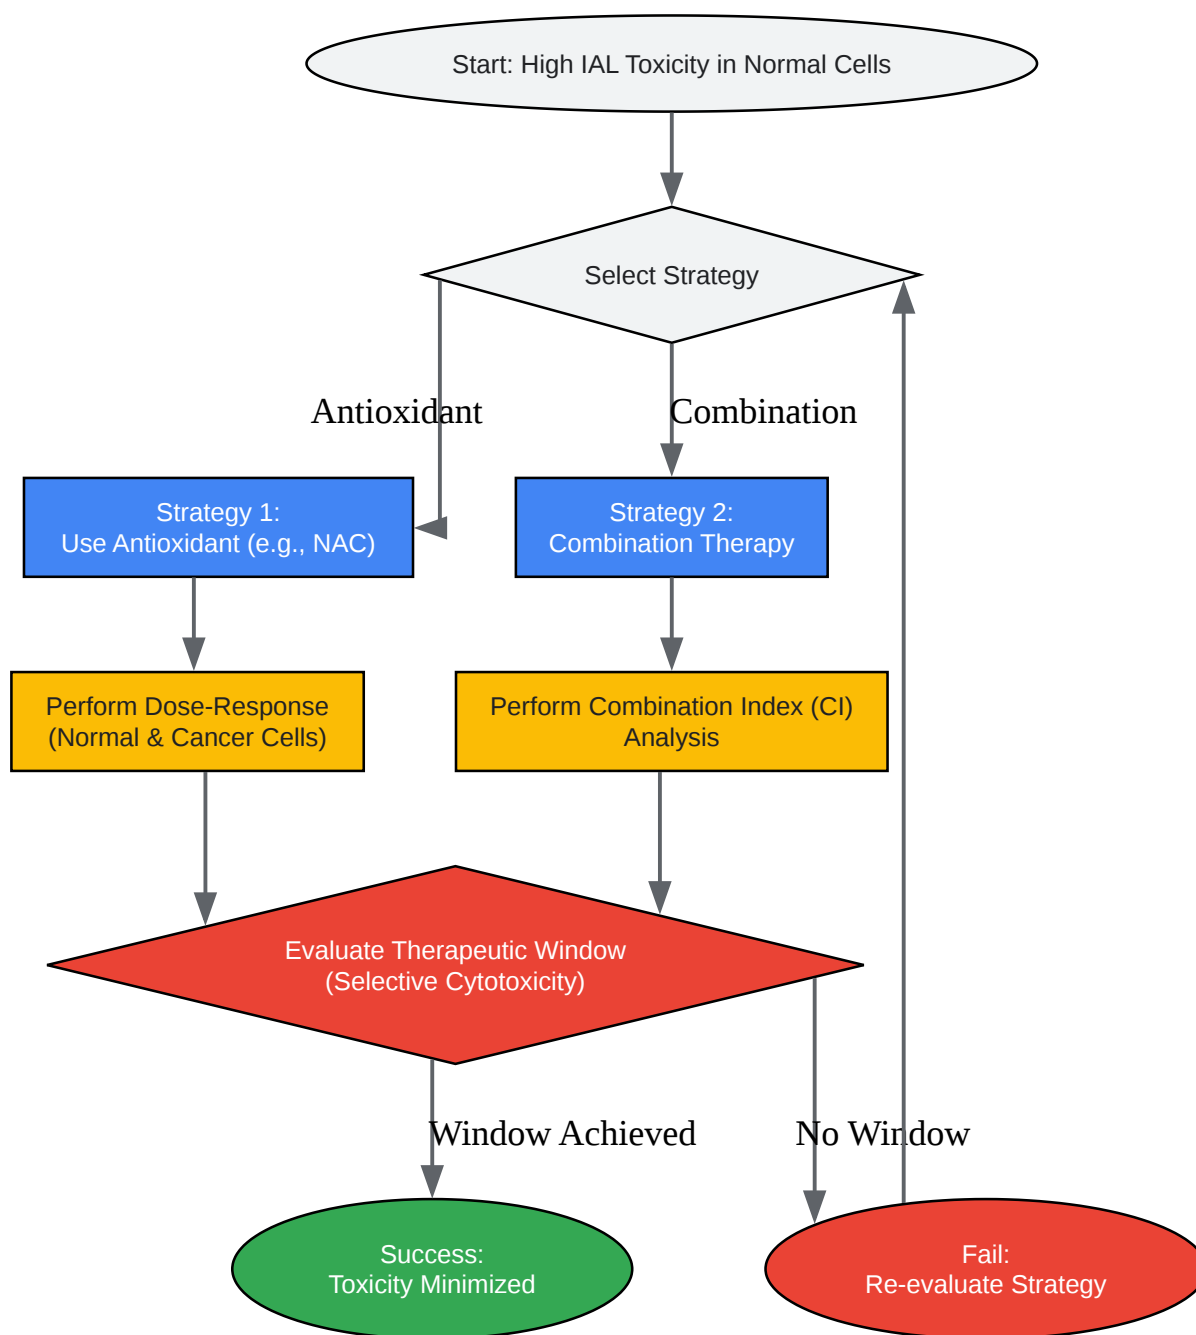 Start: High IAL Toxicity in Normal Cells
Select Strategy
Antioxidant
Combination
Strategy 1:
Use Antioxidant (e.g., NAC)
Strategy 2:
Combination Therapy
Perform Dose-Response
(Normal & Cancer Cells)
Perform Combination Index (CI)
Analysis
Evaluate Therapeutic Window
(Selective Cytotoxicity)
Window Achieved
No Window
Success:
Toxicity Minimized
Fail:
Re-evaluate Strategy